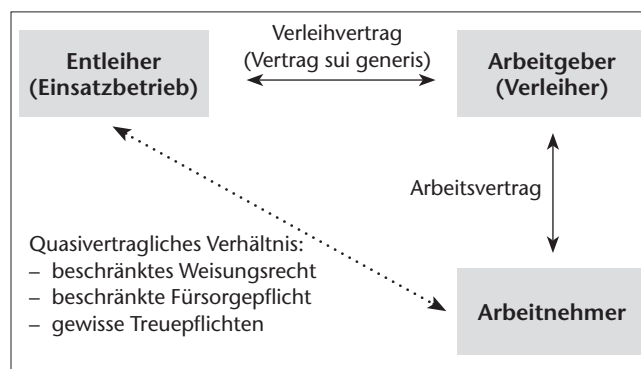 Verleihvertrag
(Vertrag sui generis)
Entleiher
(Einsatzbetrieb)
Arbeitgeber
(Verleiher)
Arbeitsvertrag
Quasivertragliches Verhältnis:
– beschränktes Weisungsrecht
– beschränkte Fürsorgepflicht
– gewisse Treuepflichten
Arbeitnehmer